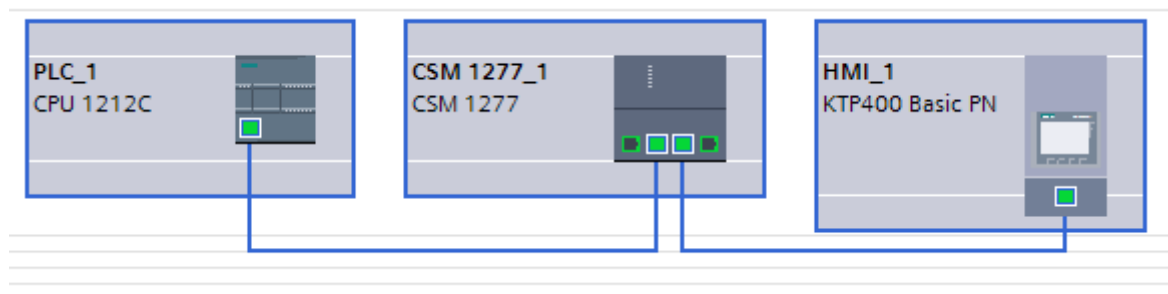 PLC_1
CPU 1212C
CSM 1277_1
CSM 1277
HMI_1
KTP400 Basic PN